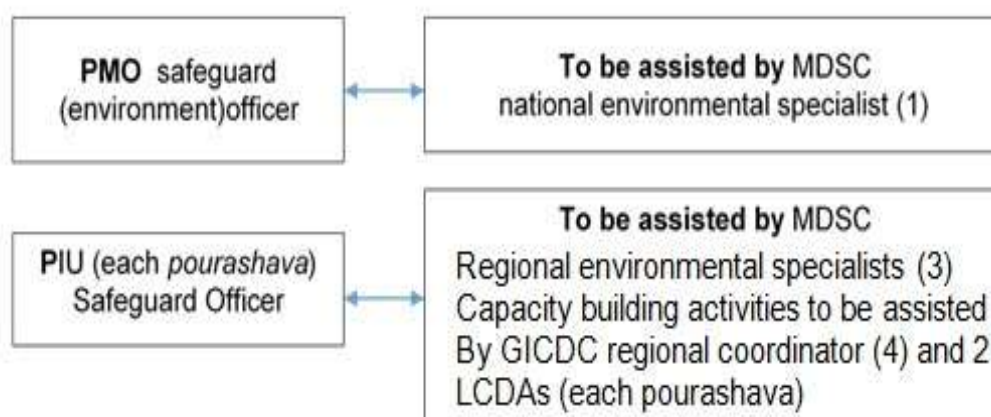 PMO safeguard
(environment)officer
To be assisted by MDSC
national environmental specialist (1)
PIU (each pourashava)
Safeguard Officer
To be assisted by MDSC
Regional environmental specialists (3)
Capacity building activities to be assisted
By GICDC regional coordinator (4) and 2
LCDAs (each pourashava)